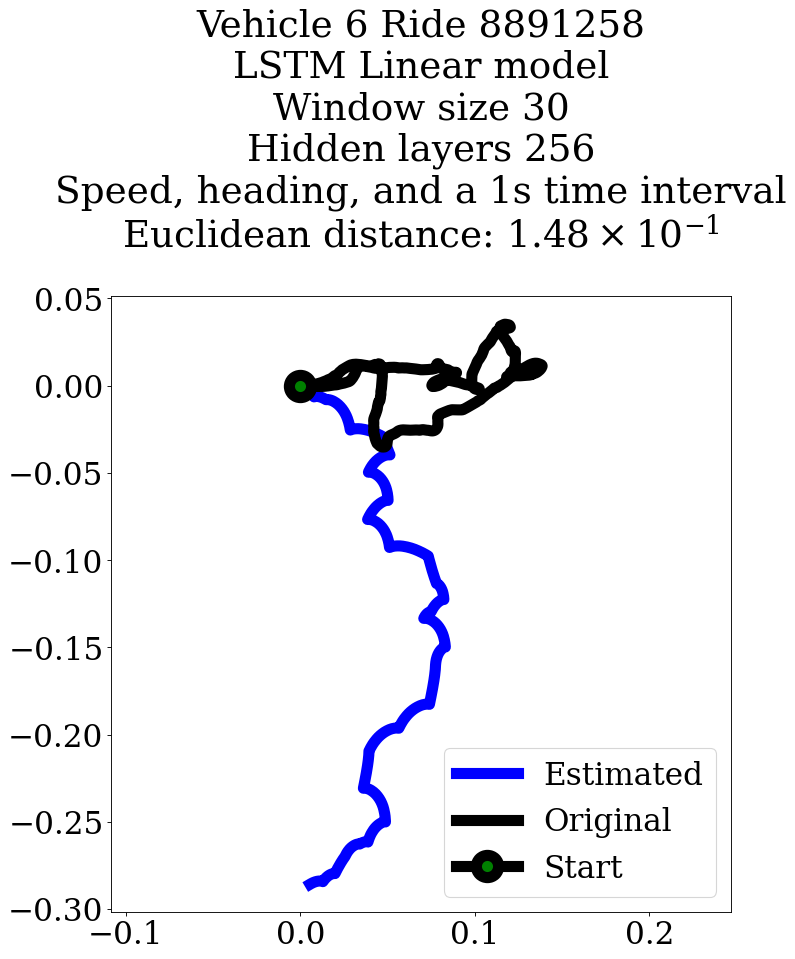 Vehicle 6 Ride 8891258
LSTM Linear model
Window size 30
Hidden layers 256
Speed, heading, and a 1s time interval
Euclidean distance: 1.48 × 10⁻¹
0.05
0.00
−0.05
−0.10
−0.15
−0.20
−0.25
−0.30
−0.1
0.0
0.1
0.2
Estimated
Original
Start